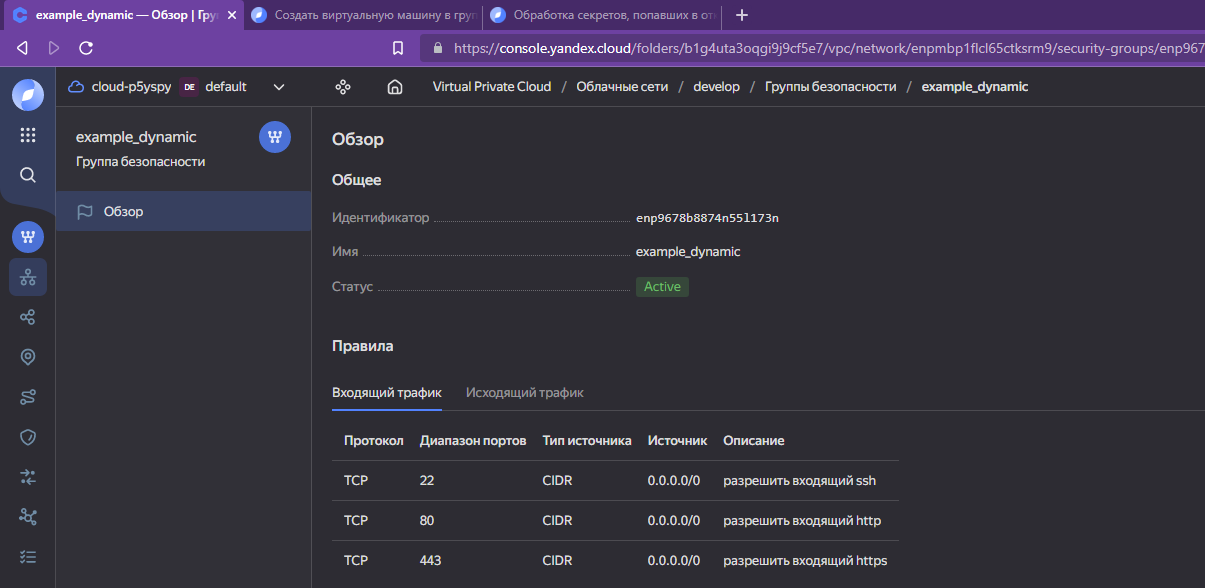 example_dynamic — Обзор | Гру
Создать виртуальную машину в груп
Обработка секретов, попавших в от
https://console.yandex.cloud/folders/b1g4uta3oqgi9j9cf5e7/vpc/network/enpmbp1flcl65ctksrm9/security-groups/enp967
cloud-p5yspy DE default
Virtual Private Cloud / Облачные сети / develop / Группы безопасности / example_dynamic
example_dynamic
Группа безопасности
Обзор
Обзор
Общее
Идентификатор enp9678b8874n55l173n
Имя example_dynamic
Статус Active
Правила
Входящий трафик Исходящий трафик
Протокол Диапазон портов Тип источника Источник Описание
TCP 22 CIDR 0.0.0.0/0 разрешить входящий ssh
TCP 80 CIDR 0.0.0.0/0 разрешить входящий http
TCP 443 CIDR 0.0.0.0/0 разрешить входящий https